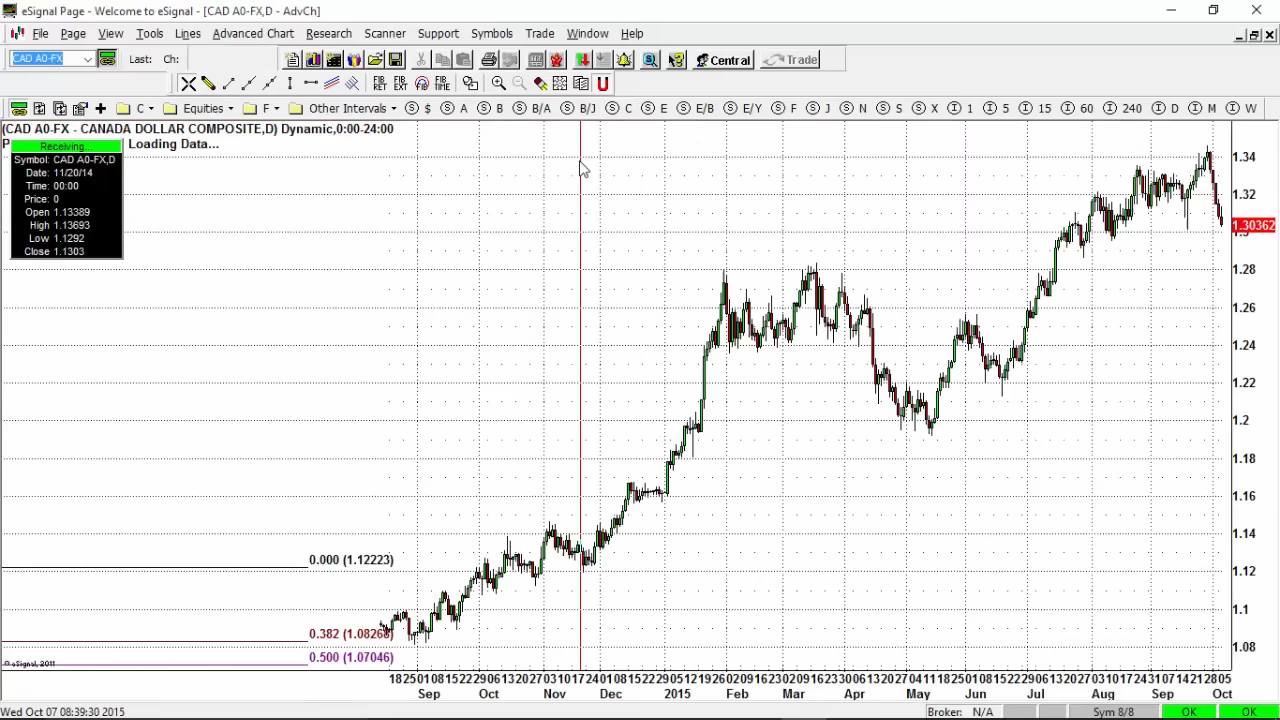 eSignal Page - Welcome to eSignal - [CAD A0-FX,D - AdvCh]
File Page View Tools Lines Advanced Chart Research Scanner Support Symbols Trade Window Help
CAD A0-FX Last: Ch: Central Trade
FIB RET FIB EXT FIB TIME
C Equities F Other Intervals $ A B B/A B/J C E E/B E/Y F J N S X 1 5 15 60 240 D M W
(CAD A0-FX - CANADA DOLLAR COMPOSITE,D) Dynamic,0:00-24:00
Loading Data...
Receiving...
Symbol: CAD A0-FX,D
Date: 11/20/14
Time: 00:00
Price: 0
Open 1.13389
High 1.13693
Low 1.1292
Close 1.1303
1.34
1.32
1.30362
1.28
1.26
1.24
1.22
1.2
1.18
1.16
1.14
0.000 (1.12223)
1.12
1.1
0.382 (1.08268)
1.08
0.500 (1.07046)
© eSignal, 2011
18 25 01 08 15 22 29 06 13 20 27 03 10 17 24 01 08 15 22 29 05 12 19 26 02 09 16 23 02 09 16 23 30 06 13 20 27 04 11 18 25 01 08 15 22 29 06 13 20 27 03 10 17 24 31 07 14 21 28 05
Sep Oct Nov Dec 2015 Feb Mar Apr May Jun Jul Aug Sep Oct
Wed Oct 07 08:39:30 2015 Broker: N/A Sym 8/8 OK OK